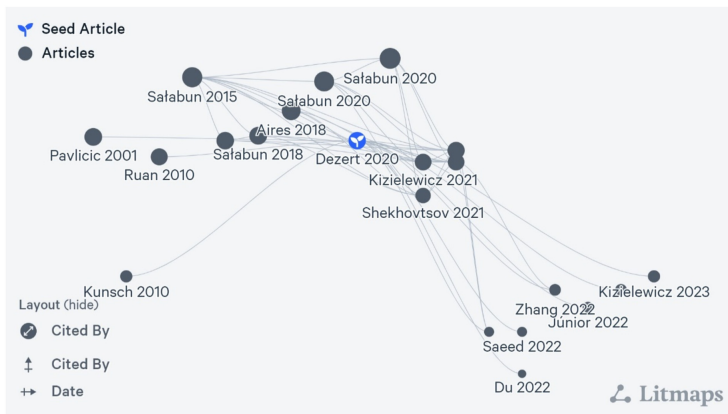 Seed Article
Articles
Sałabun 2020
Sałabun 2015
Sałabun 2020
Aires 2018
Pavlicic 2001
Sałabun 2018
Dezert 2020
Ruan 2010
Kizielewicz 2021
Shekhovtsov 2021
Kunsch 2010
Kizielewicz 2023
Layout (hide)
Zhang 2022
Júnior 2022
Cited By
Saeed 2022
Cited By
Du 2022
Date
Litmaps